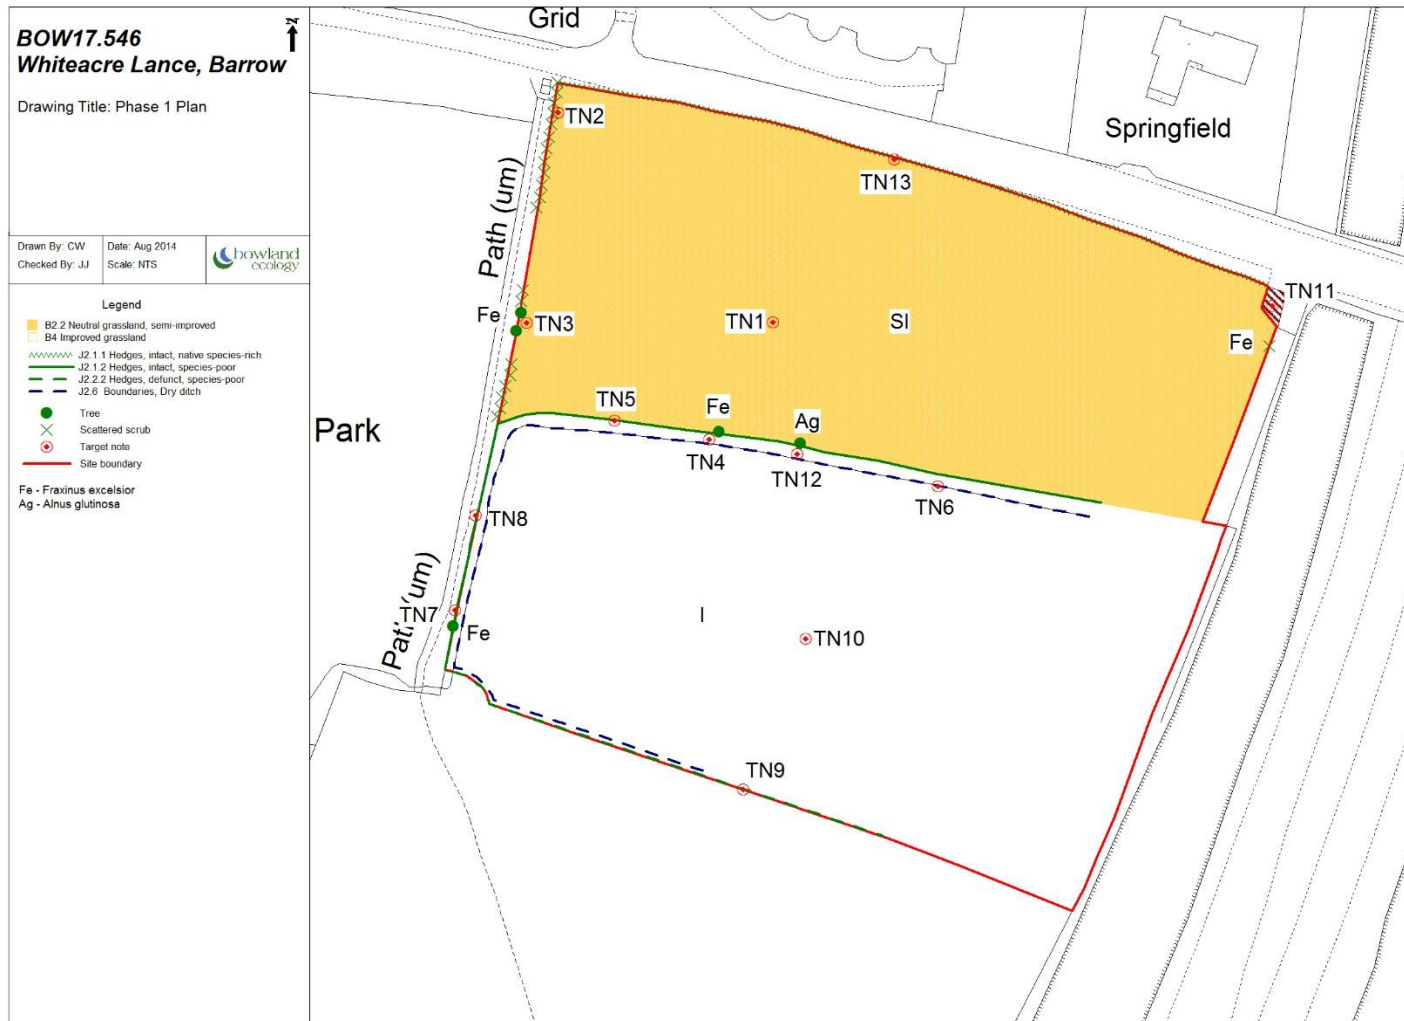 BOW17.546
Whiteacre Lance, Barrow
N
Drawing Title: Phase 1 Plan
Drawn By: CW
Date: Aug 2014
Checked By: JJ
Scale: NTS
bowland
ecology
Legend
B2.2 Neutral grassland, semi-improved
B4 Improved grassland
J2.1.1 Hedges, intact, native species-rich
J2.1.2 Hedges, intact, species-poor
J2.2.2 Hedges, defunct, species-poor
J2.6 Boundaries, Dry ditch
Tree
Scattered scrub
Target note
Site boundary
Fe - Fraxinus excelsior
Ag - Alnus glutinosa
Grid
Springfield
TN2
TN13
Path (um)
TN11
Fe
TN3
TN1
SI
Fe
TN5
Fe
Ag
Park
TN4
TN12
TN6
TN8
Path (um)
TN7
Fe
I
TN10
TN9